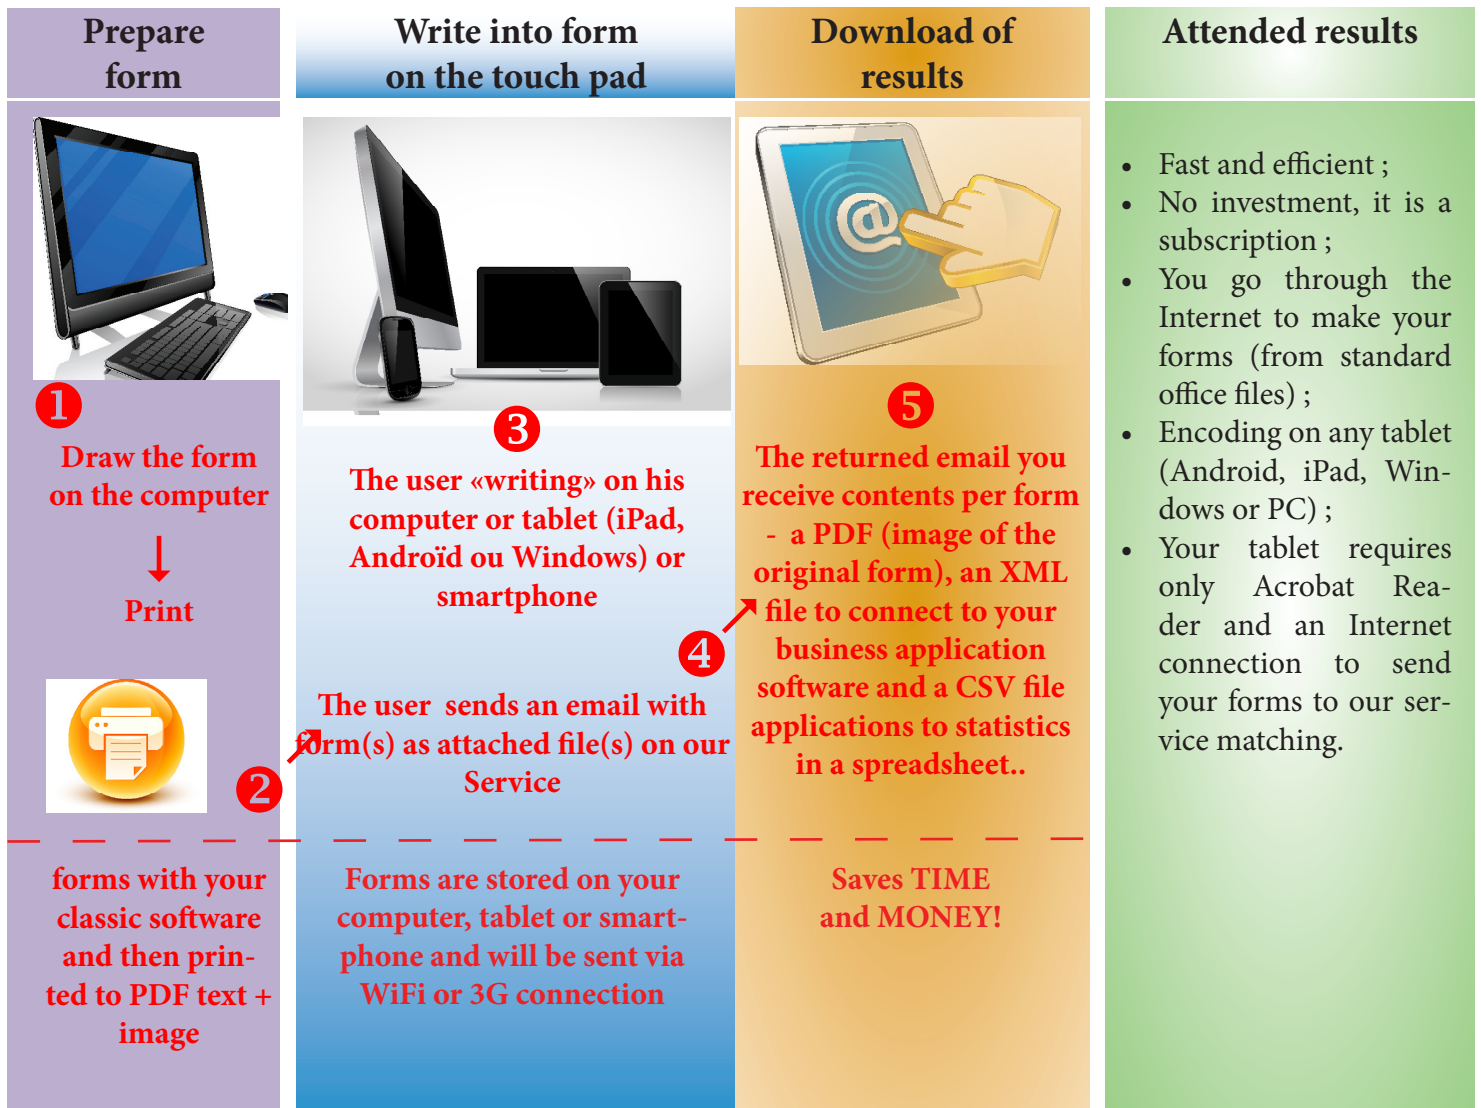 Prepare
form
Write into form
on the touch pad
Download of
results
Attended results
1
Draw the form
on the computer
Print
2
forms with your
classic software
and then prin-
ted to PDF text +
image
3
The user «writing» on his
computer or tablet (iPad,
Androïd ou Windows) or
smartphone
4
The user sends an email with
form(s) as attached file(s) on our
Service
Forms are stored on your
computer, tablet or smart-
phone and will be sent via
WiFi or 3G connection
@
5
The returned email you
receive contents per form
- a PDF (image of the
original form), an XML
file to connect to your
business application
software and a CSV file
applications to statistics
in a spreadsheet..
Saves TIME
and MONEY!
• Fast and efficient ;
• No investment, it is a
subscription ;
• You go through the
Internet to make your
forms (from standard
office files) ;
• Encoding on any tablet
(Android, iPad, Win-
dows or PC) ;
• Your tablet requires
only Acrobat Rea-
der and an Internet
connection to send
your forms to our ser-
vice matching.